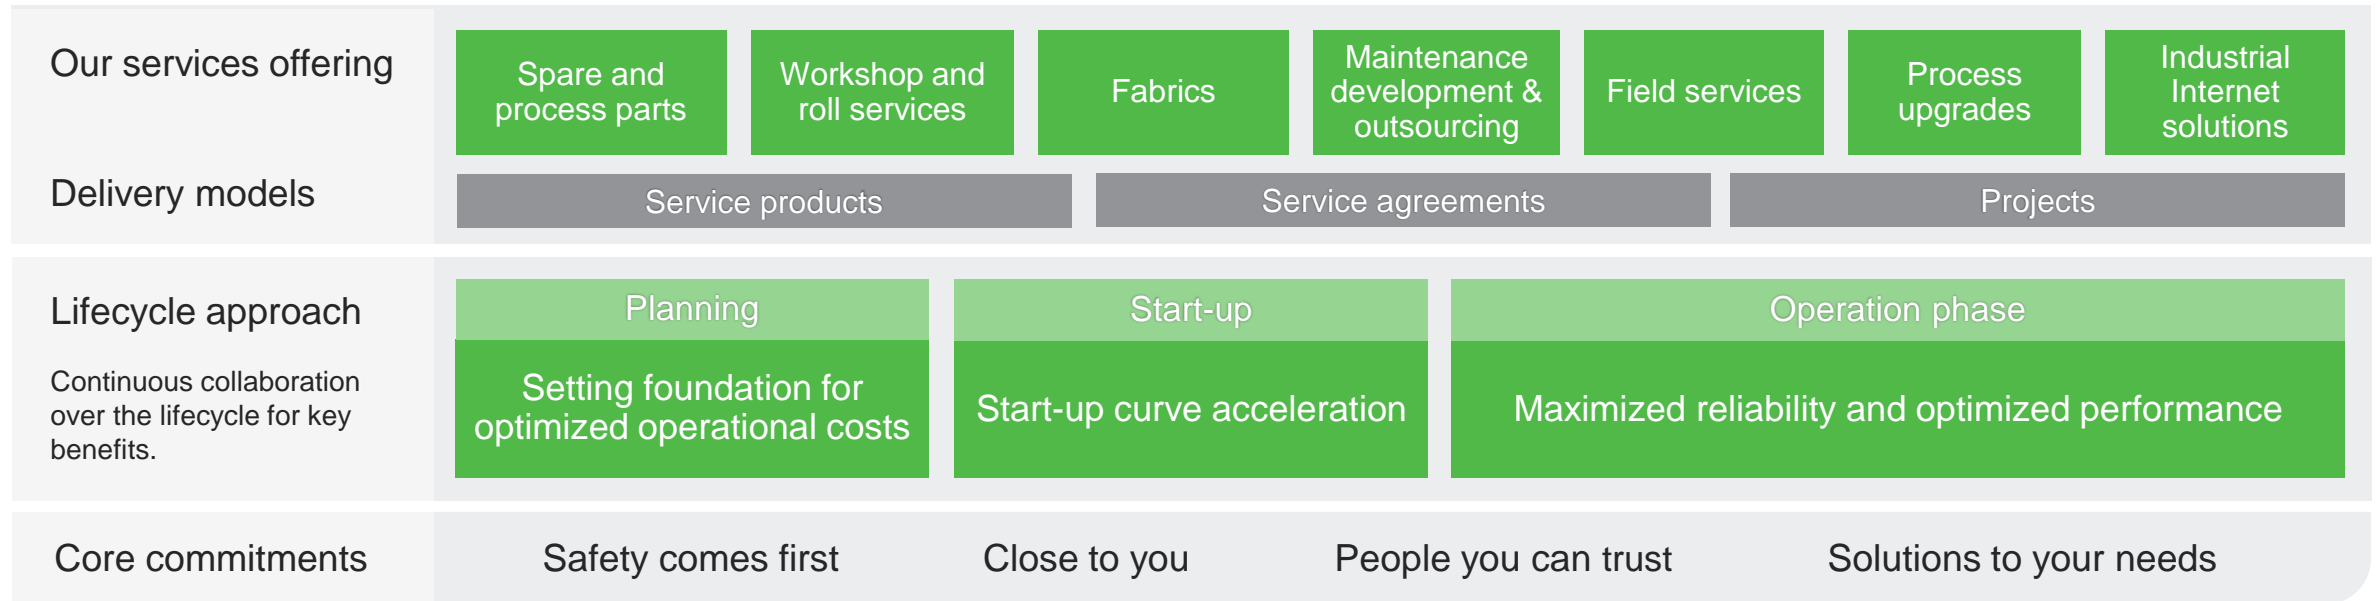 Our services offering
Spare and
process parts
Workshop and
roll services
Fabrics
Maintenance
development &
outsourcing
Field services
Process
upgrades
Industrial
Internet
solutions
Delivery models
Service products
Service agreements
Projects
Lifecycle approach
Continuous collaboration
over the lifecycle for key
benefits.
Planning
Setting foundation for
optimized operational costs
Start-up
Start-up curve acceleration
Operation phase
Maximized reliability and optimized performance
Core commitments
Safety comes first
Close to you
People you can trust
Solutions to your needs